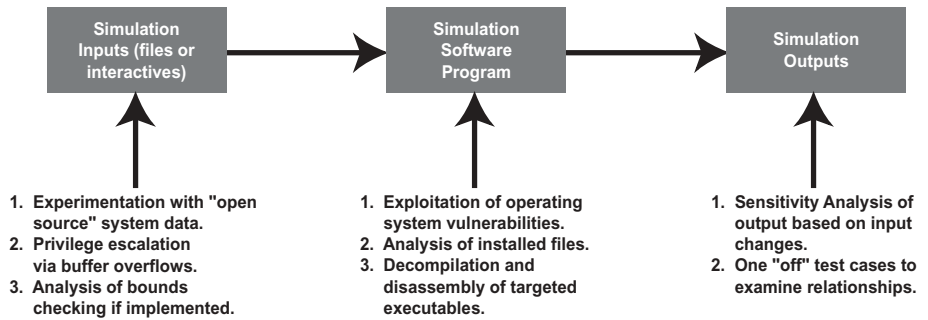 Simulation
Inputs (files or
interactives)
Simulation
Software
Program
Simulation
Outputs
1. Experimentation with "open
source" system data.
2. Privilege escalation
via buffer overflows.
3. Analysis of bounds
checking if implemented.
1. Exploitation of operating
system vulnerabilities.
2. Analysis of installed files.
3. Decompilation and
disassembly of targeted
executables.
1. Sensitivity Analysis of
output based on input
changes.
2. One "off" test cases to
examine relationships.